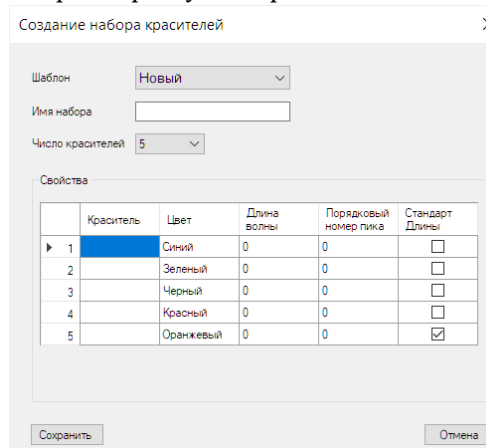 Создание набора красителей
Шаблон Новый
Имя набора
Число красителей 5
Свойства
Краситель Цвет Длина волны Порядковый номер пика Стандарт Длины
1 Синий 0 0
2 Зеленый 0 0
3 Черный 0 0
4 Красный 0 0
5 Оранжевый 0 0
Сохранить Отмена